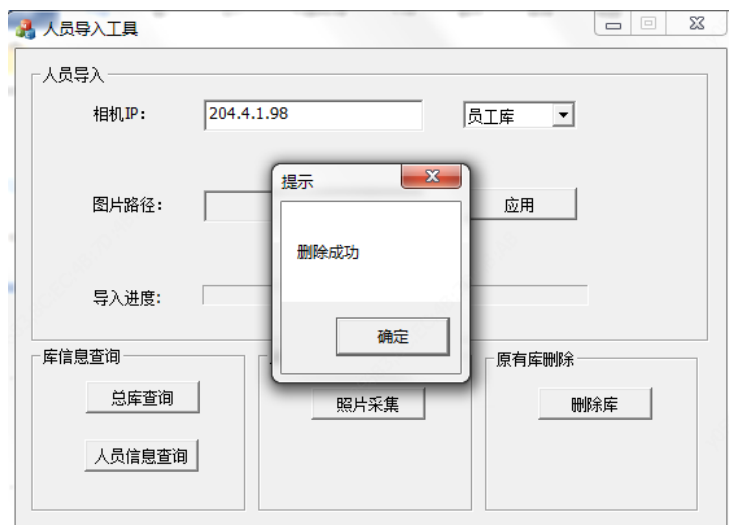 人员导入工具
人员导入
相机IP：
204.4.1.98
员工库
提示
图片路径：
应用
删除成功
导入进度：
确定
库信息查询
原有库删除
总库查询
照片采集
删除库
人员信息查询